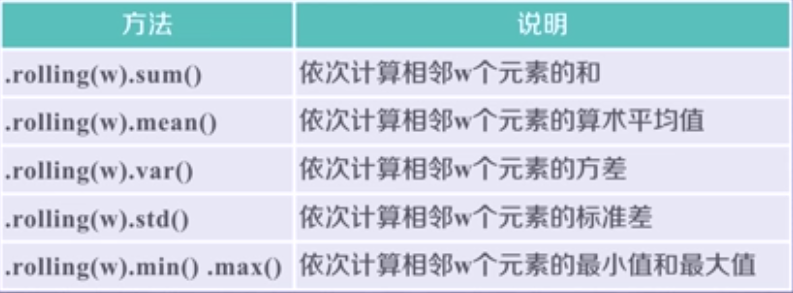 方法 说明
.rolling(w).sum() 依次计算相邻w个元素的和
.rolling(w).mean() 依次计算相邻w个元素的算术平均值
.rolling(w).var() 依次计算相邻w个元素的方差
.rolling(w).std() 依次计算相邻w个元素的标准差
.rolling(w).min() .max() 依次计算相邻w个元素的最小值和最大值